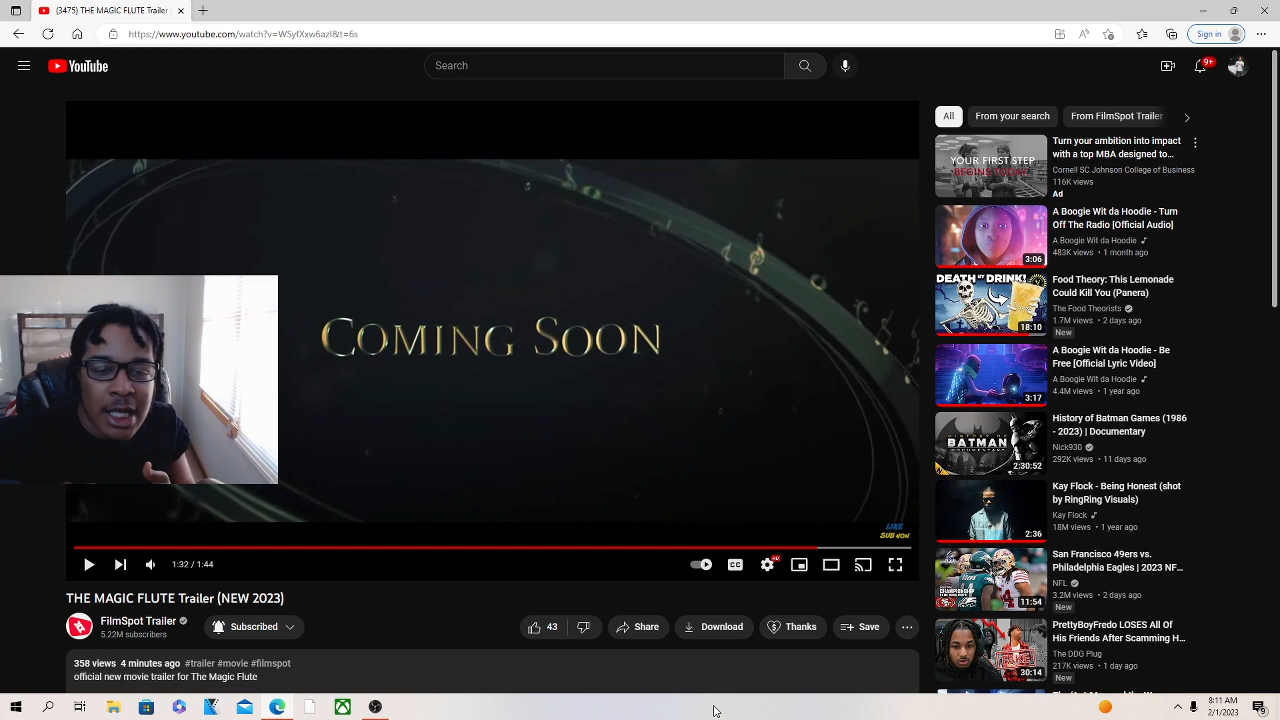 (3475) THE MAGIC FLUTE Trailer
https://www.youtube.com/watch?v=WSyfXxw6azI&t=6s
Sign in
YouTube
Search
9+
COMING SOON
LIKE
SUB NOW
1:32 / 1:44
CC
HD
THE MAGIC FLUTE Trailer (NEW 2023)
FilmSpot Trailer
5.22M subscribers
Subscribed
43
Share
Download
Thanks
Save
358 views 4 minutes ago #trailer #movie #filmspot
official new movie trailer for The Magic Flute
All
From your search
From FilmSpot Trailer
YOUR FIRST STEP
BEGINS TODAY
Turn your ambition into impact
with a top MBA designed to...
Cornell SC Johnson College of Business
116K views
Ad
3:06
A Boogie Wit da Hoodie - Turn
Off The Radio [Official Audio]
A Boogie Wit da Hoodie
483K views • 1 month ago
DEATH BY DRINK!
18:10
Food Theory: This Lemonade
Could Kill You (Panera)
The Food Theorists
1.7M views • 2 days ago
New
3:17
A Boogie Wit da Hoodie - Be
Free [Official Lyric Video]
A Boogie Wit da Hoodie
4.4M views • 1 year ago
HISTORY OF
BATMAN
DOCUMENTARY
2:30:52
History of Batman Games (1986
- 2023) | Documentary
Nick930
292K views • 11 days ago
2:36
Kay Flock - Being Honest (shot
by RingRing Visuals)
Kay Flock
18M views • 1 year ago
CHAMPIONSHIP
11:54
San Francisco 49ers vs.
Philadelphia Eagles | 2023 NF...
NFL
3.2M views • 2 days ago
New
30:14
PrettyBoyFredo LOSES All Of
His Friends After Scamming H...
The DDG Plug
217K views • 1 day ago
New
8:11 AM
2/1/2023